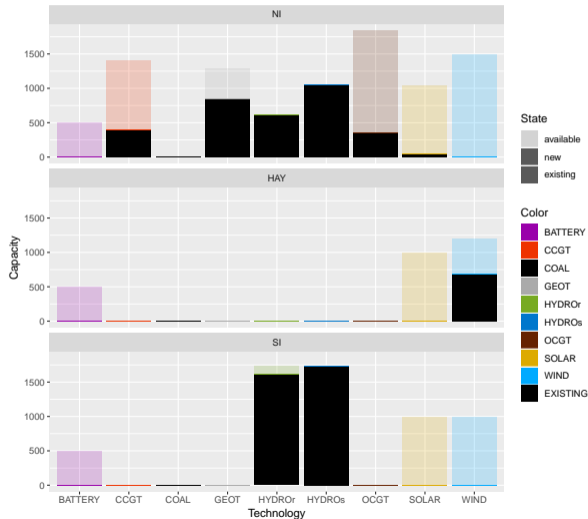 NI
1500
1000
500
0
HAY
1500
1000
500
0
SI
1500
1000
500
0
Capacity
BATTERY CCGT COAL GEOT HYDROr HYDROs OCGT SOLAR WIND
Technology
State
available
new
existing
Color
BATTERY
CCGT
COAL
GEOT
HYDROr
HYDROs
OCGT
SOLAR
WIND
EXISTING